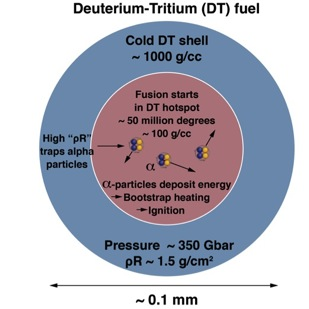 Deuterium-Tritium (DT) fuel
Cold DT shell
~ 1000 g/cc
Fusion starts
in DT hotspot
~ 50 million degrees
~ 100 g/cc
High “ρR”
traps alpha
particles
α
α-particles deposit energy
→ Bootstrap heating
→ Ignition
Pressure ~ 350 Gbar
ρR ~ 1.5 g/cm²
~ 0.1 mm